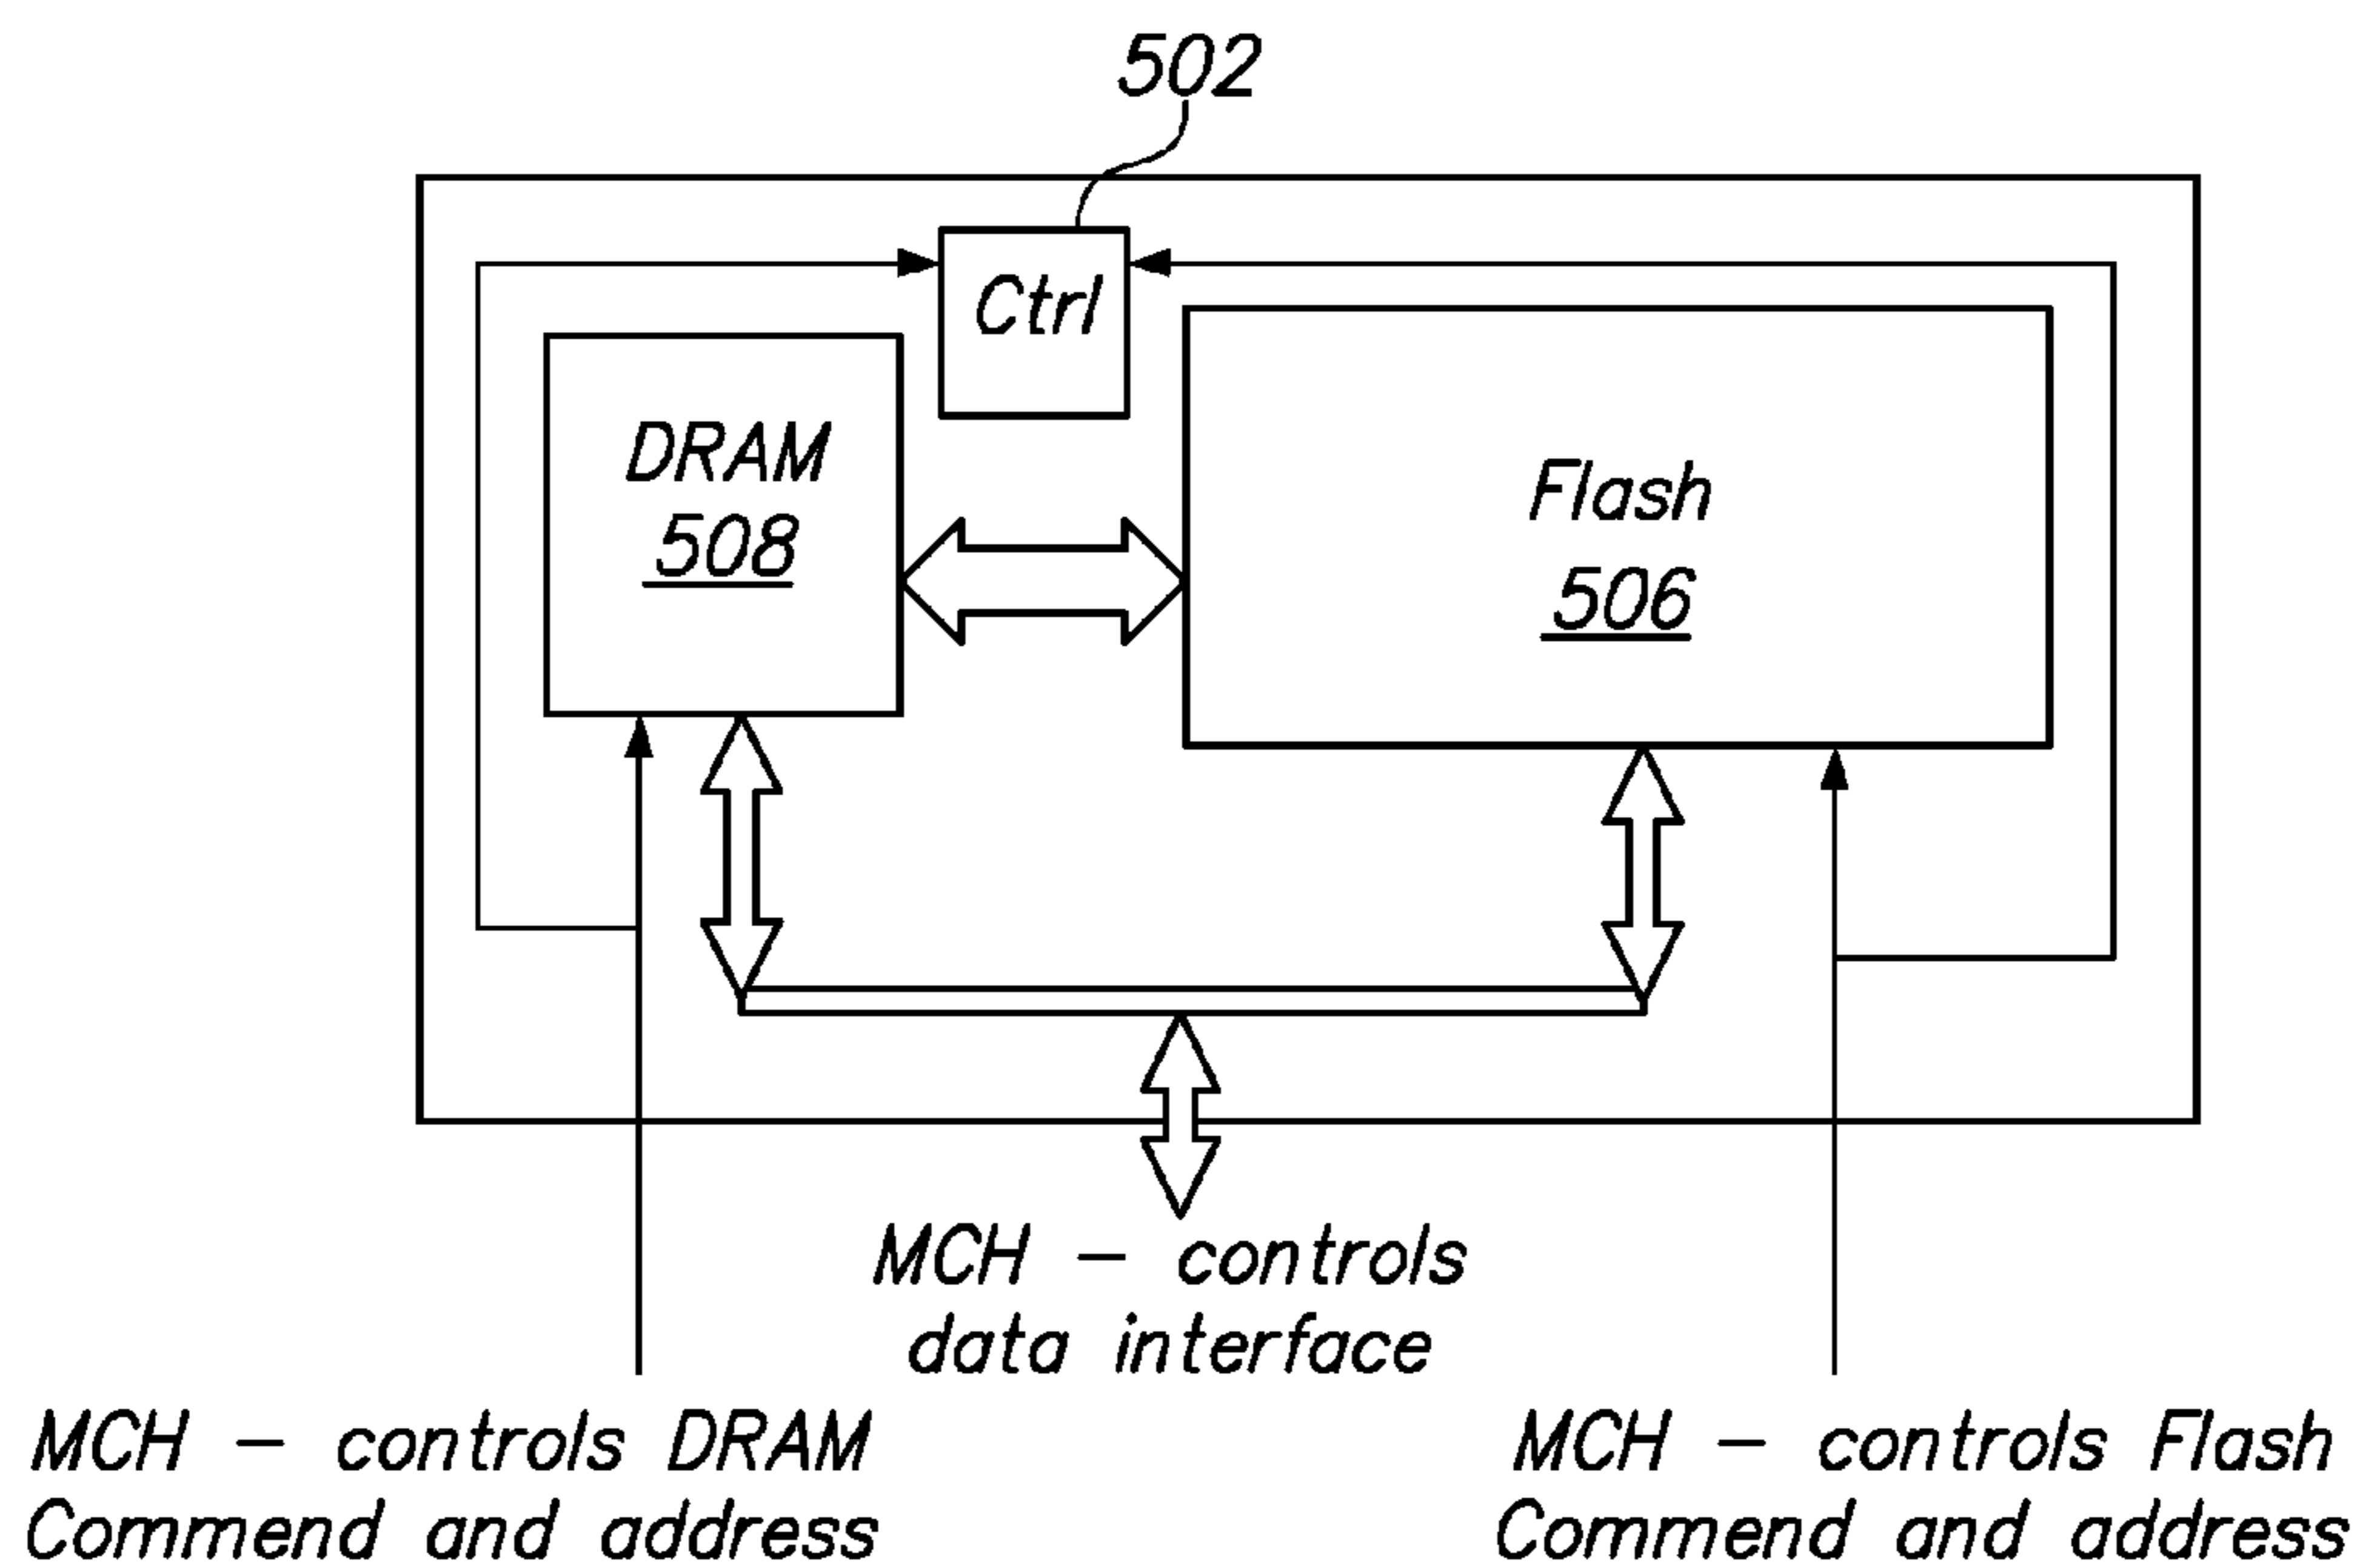 502
Ctrl
DRAM
508
Flash
506
MCH — controls
data interface
MCH — controls DRAM
Commend and address
MCH — controls Flash
Commend and address